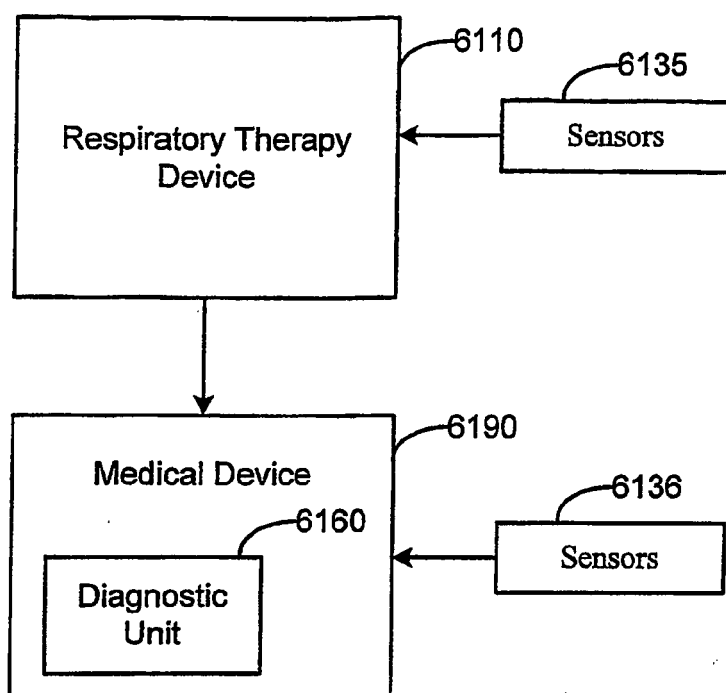 6110
6135
Respiratory Therapy
Device
Sensors
6190
Medical Device
6136
6160
Sensors
Diagnostic
Unit